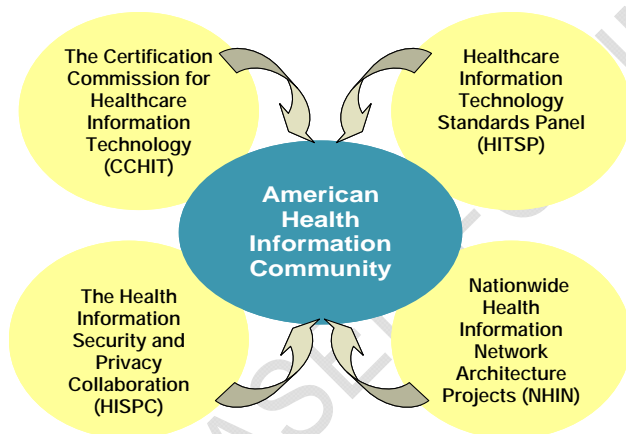 The Certification
Commission for
Healthcare
Information
Technology
(CCHIT)
Healthcare
Information
Technology
Standards Panel
(HITSP)
American
Health
Information
Community
The Health
Information
Security and
Privacy
Collaboration
(HISPC)
Nationwide
Health
Information
Network
Architecture
Projects (NHIN)